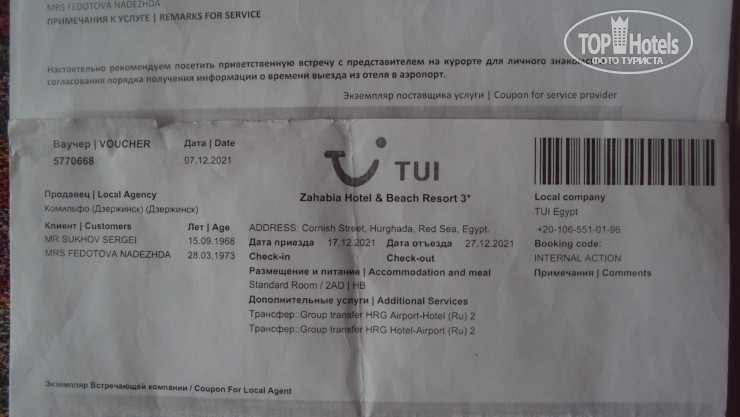 MRS FEDOTOVA NADEZHDA
ПРИМЕЧАНИЯ К УСЛУГЕ | REMARKS FOR SERVICE
TOP Hotels
ФОТО ТУРИСТА
Настоятельно рекомендуем посетить приветственную встречу с представителем на курорте для личного знакомства
согласования порядка получения информации о времени выезда из отеля в аэропорт.
Экземпляр поставщика услуги | Coupon for service provider
Ваучер | VOUCHER
5770668
Дата | Date
07.12.2021
TUI
Zahabia Hotel & Beach Resort 3*
Продавец | Local Agency
Комильфо (Дзержинск) (Дзержинск)
Клиент | Customers Лет | Age
MR SUKHOV SERGEI 15.09.1968
MRS FEDOTOVA NADEZHDA 28.03.1973
ADDRESS: Cornish Street, Hurghada, Red Sea, Egypt.
Дата приезда 17.12.2021 Дата отъезда 27.12.2021
Check-in Check-out
Размещение и питание | Accommodation and meal
Standard Room / 2AD | HB
Дополнительные услуги | Additional Services
Трансфер::Group transfer HRG Airport-Hotel (Ru) 2
Трансфер::Group transfer HRG Hotel-Airport (Ru) 2
Local company
TUI Egypt
+20-106-551-01-96
Booking code:
INTERNAL ACTION
Примечания | Comments
Экземпляр Встречающей компании / Coupon For Local Agent